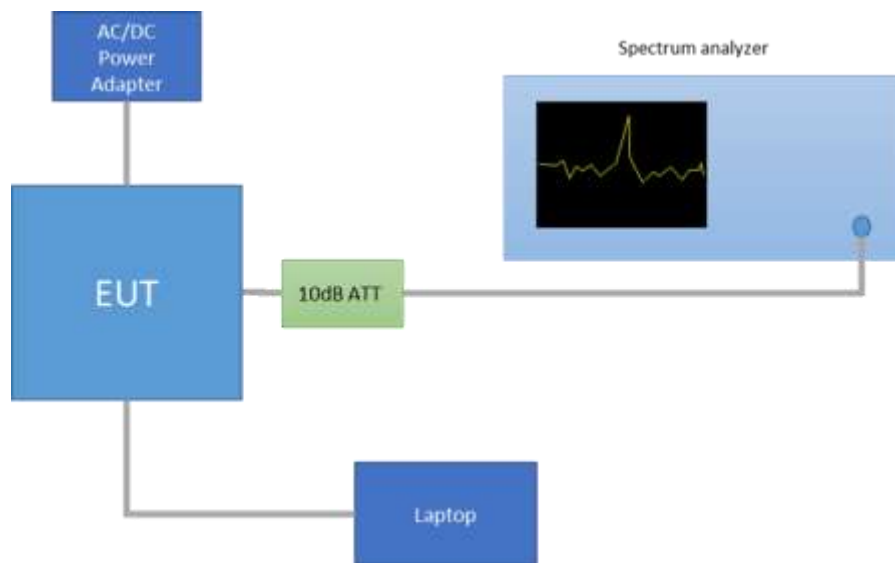 AC/DC
Power
Adapter
Spectrum analyzer
EUT
10dB ATT
Laptop